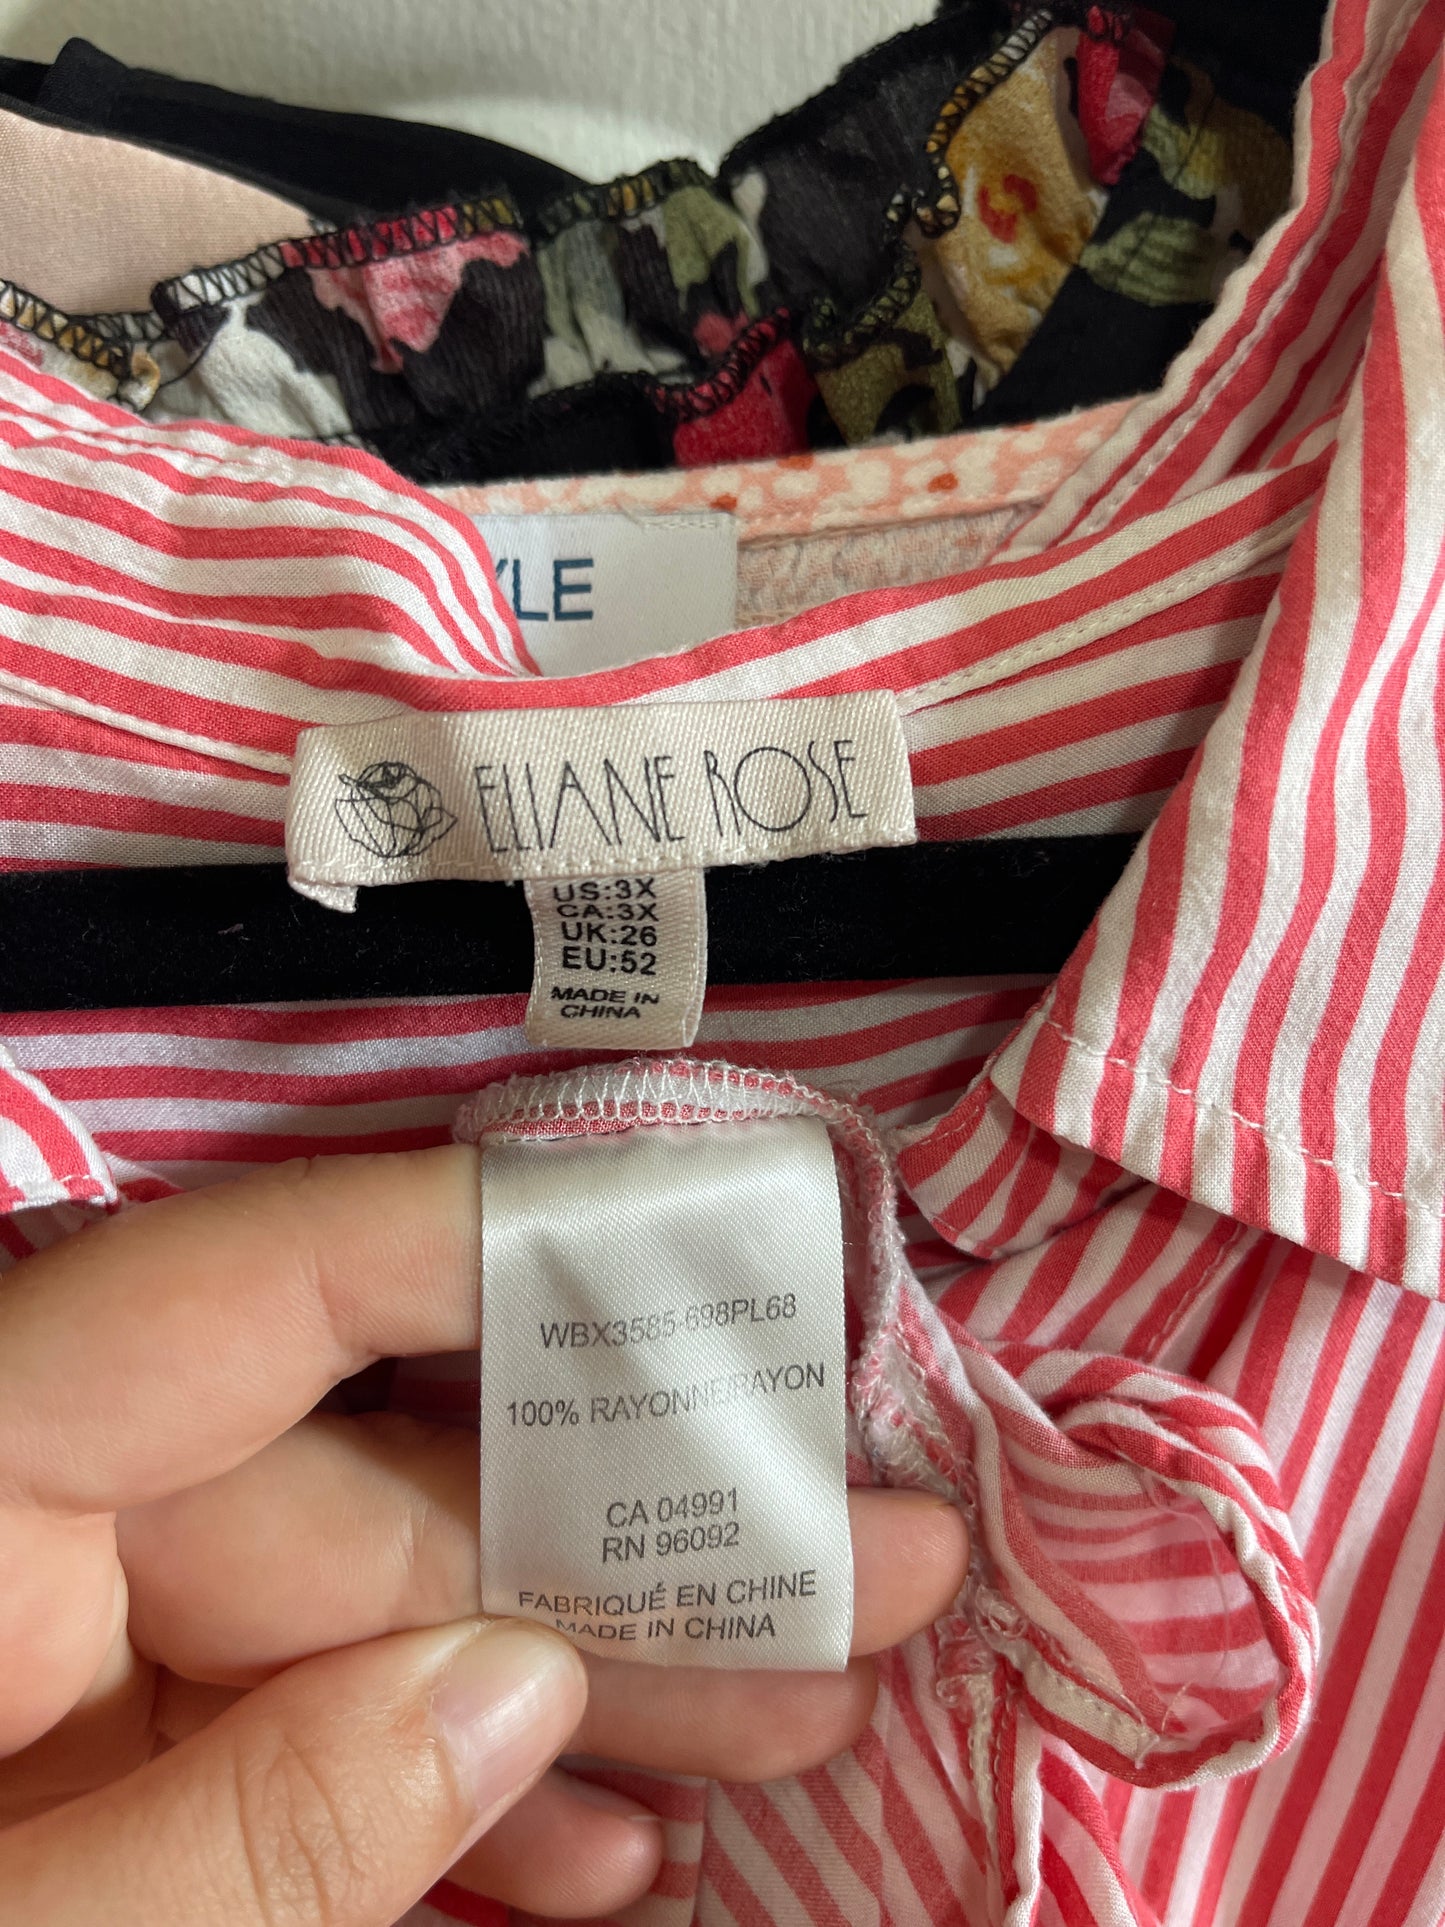 YLE
ELIANE ROSE
US:3X
CA:3X
UK:26
EU:52
MADE IN
CHINA
WBX3585-698PL68
100% RAYONNE/RAYON
CA 04991
RN 96092
FABRIQUÉ EN CHINE
MADE IN CHINA